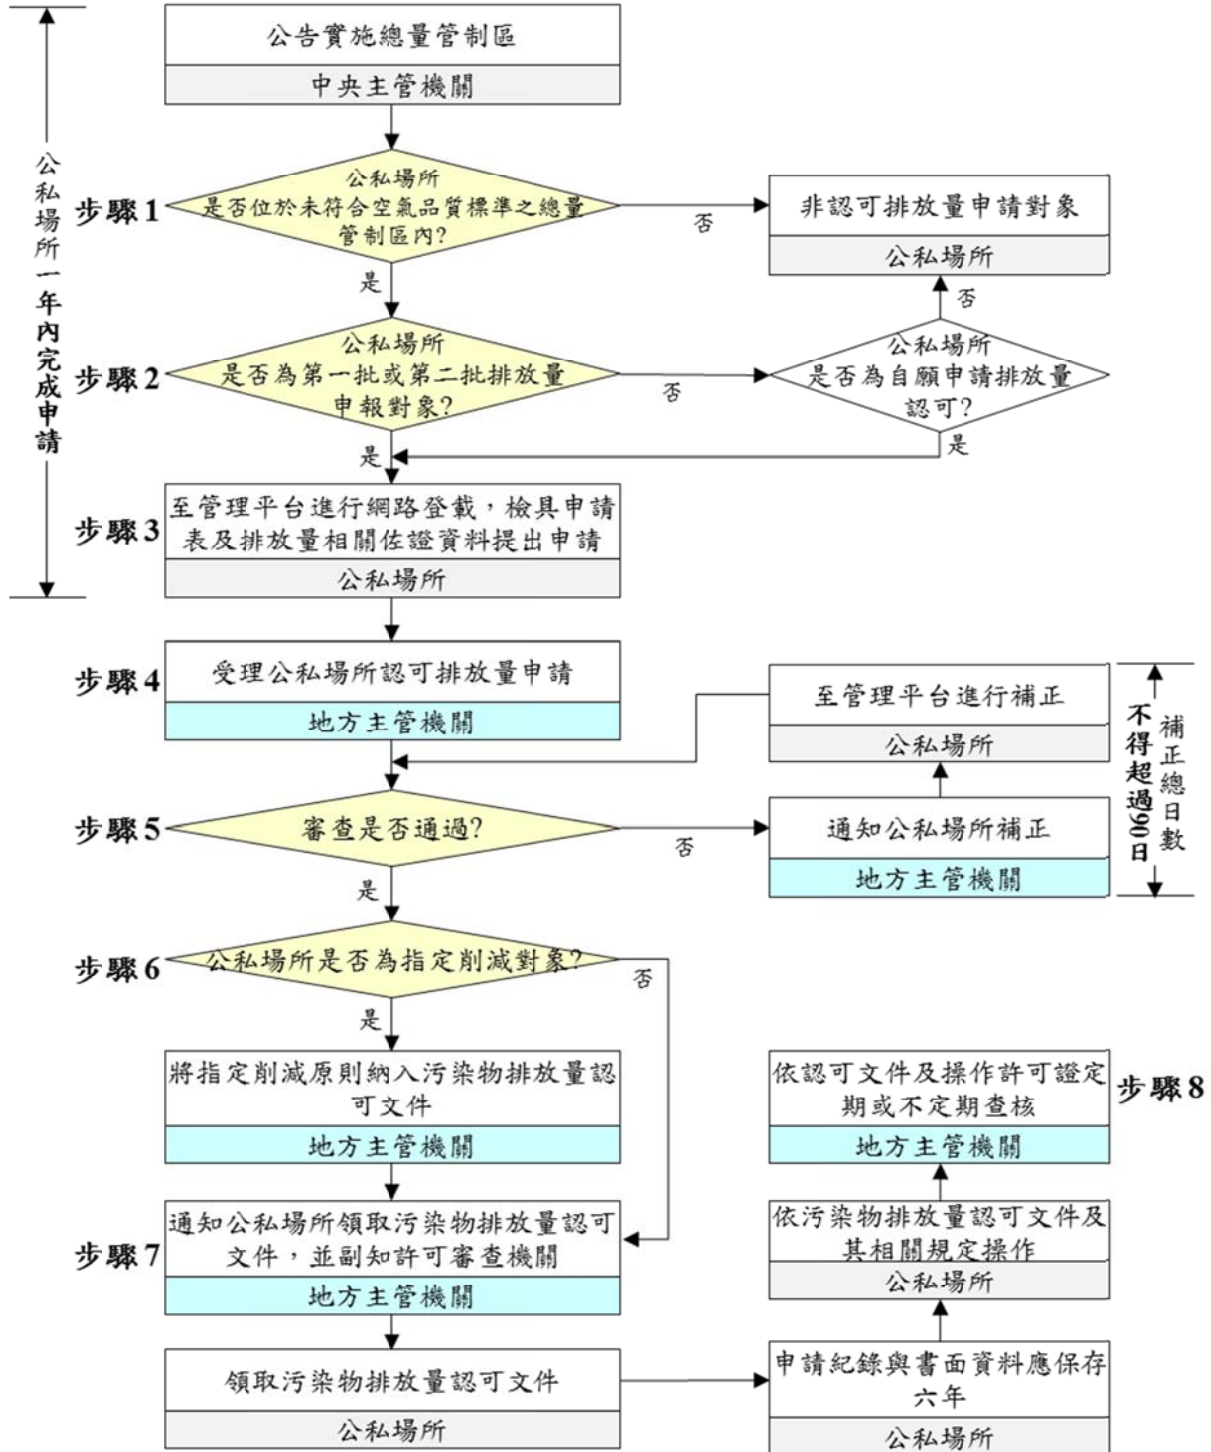 公告實施總量管制區
中央主管機關
公私場所一年內完成申請
步驟1
公私場所
是否位於未符合空氣品質標準之總量
管制區內?
否
非認可排放量申請對象
公私場所
是
否
步驟2
公私場所
是否為第一批或第二批排放量
申報對象?
否
公私場所
是否為自願申請排放量
認可?
是
是
步驟3
至管理平台進行網路登載，檢具申請
表及排放量相關佐證資料提出申請
公私場所
步驟4
受理公私場所認可排放量申請
地方主管機關
至管理平台進行補正
公私場所
補正總日數
不得超過90日
步驟5
審查是否通過?
否
通知公私場所補正
地方主管機關
是
步驟6
公私場所是否為指定削減對象?
否
是
將指定削減原則納入污染物排放量認
可文件
地方主管機關
步驟7
通知公私場所領取污染物排放量認可
文件，並副知許可審查機關
地方主管機關
領取污染物排放量認可文件
公私場所
申請紀錄與書面資料應保存
六年
公私場所
依污染物排放量認可文件及
其相關規定操作
公私場所
步驟8
依認可文件及操作許可證定
期或不定期查核
地方主管機關